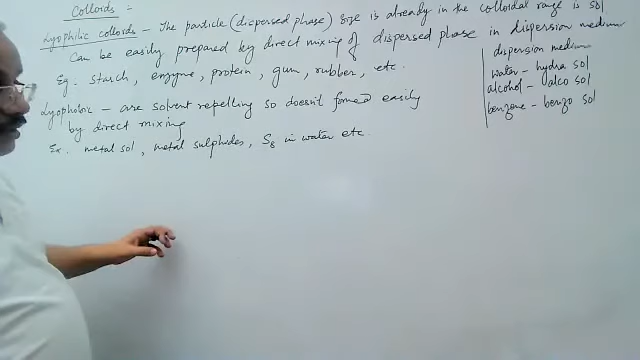 Colloids :-
Lyophilic colloids - The particle (dispersed phase) size is already in the colloidal range is sol
Can be easily prepared by direct mixing of dispersed phase in dispersion medium
Eg. starch, enzyme, protein, gum, rubber, etc.
Lyophobic - are solvent repelling so doesn't formed easily
by direct mixing
Ex. metal sol, metal sulphides, S8 in water etc.
dispersion medium
water - hydra sol
alcohol - alco sol
benzene - benzo sol